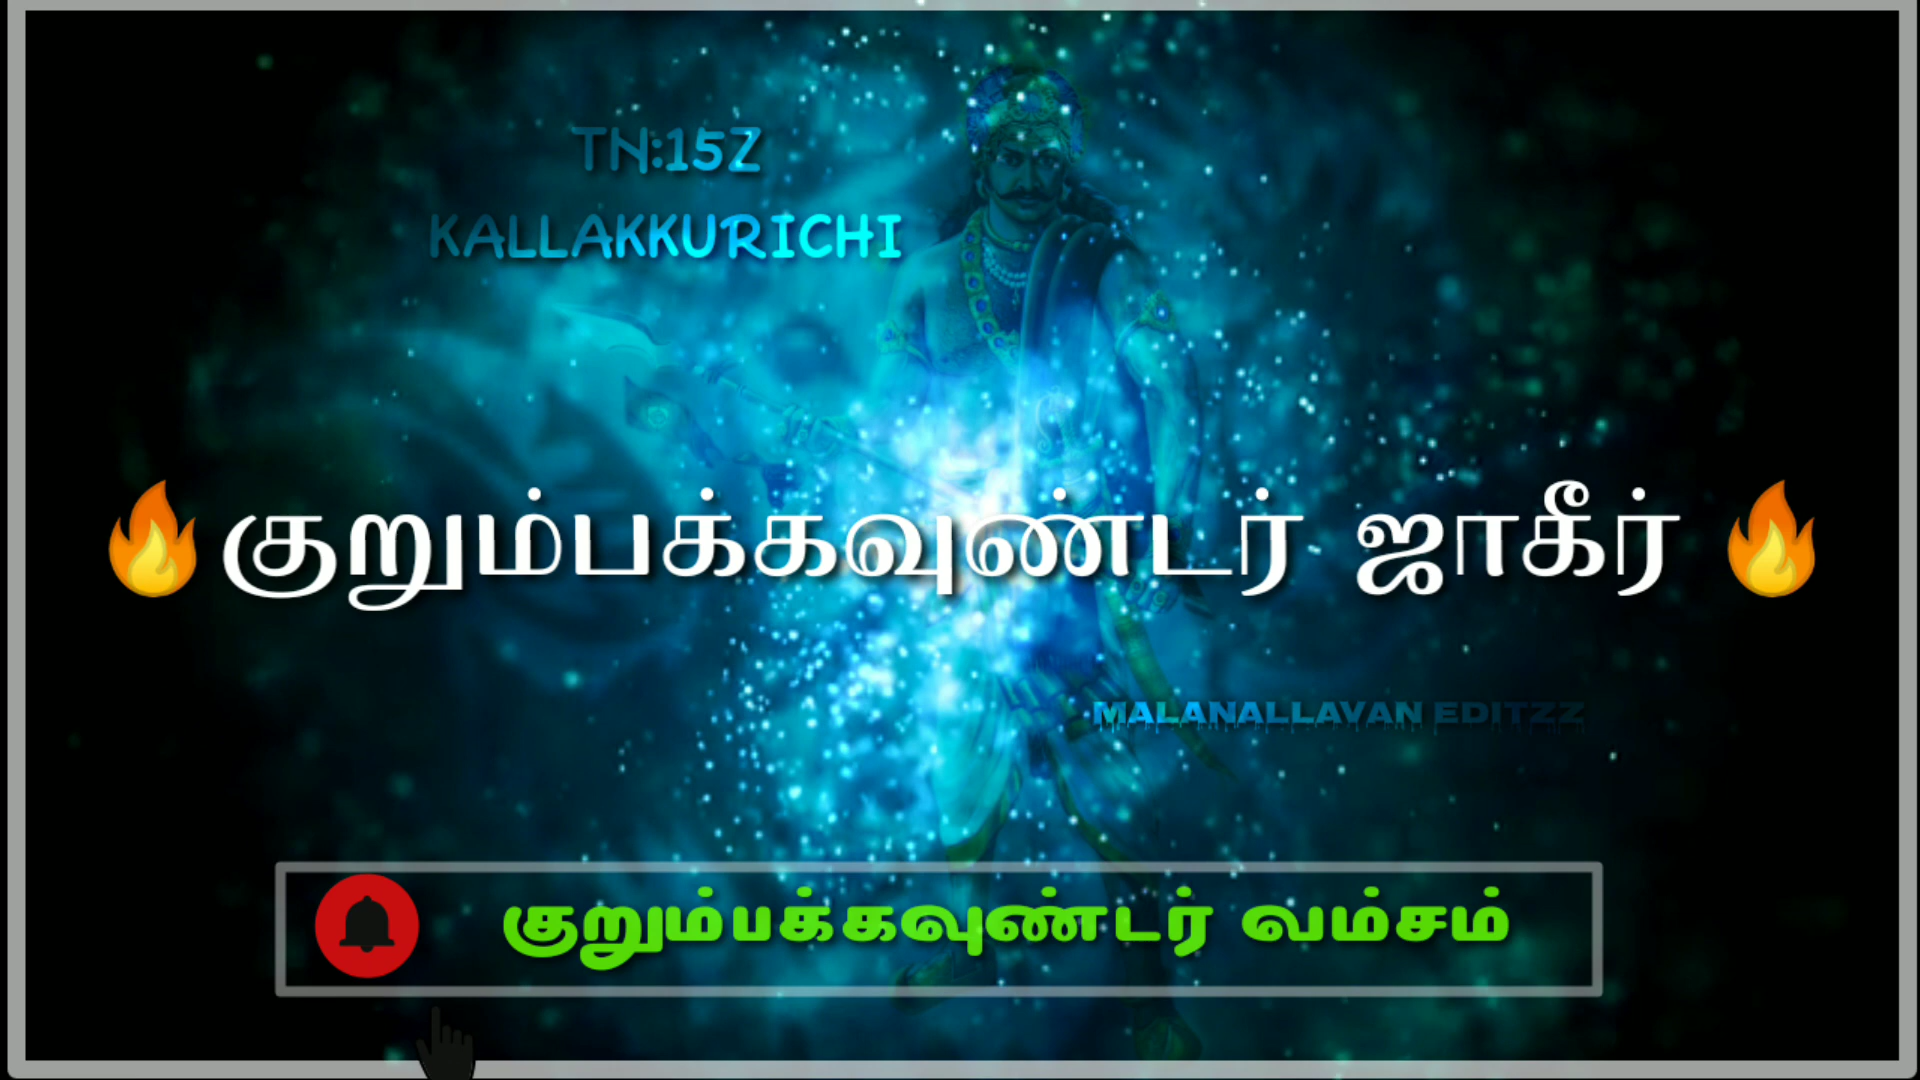 TN:15Z
KALLAKKURICHI
🔥குறும்பக்கவுண்டர் ஜாகீர் 🔥
MALANALLAVAN EDITZZ
குறும்பக்கவுண்டர் வம்சம்